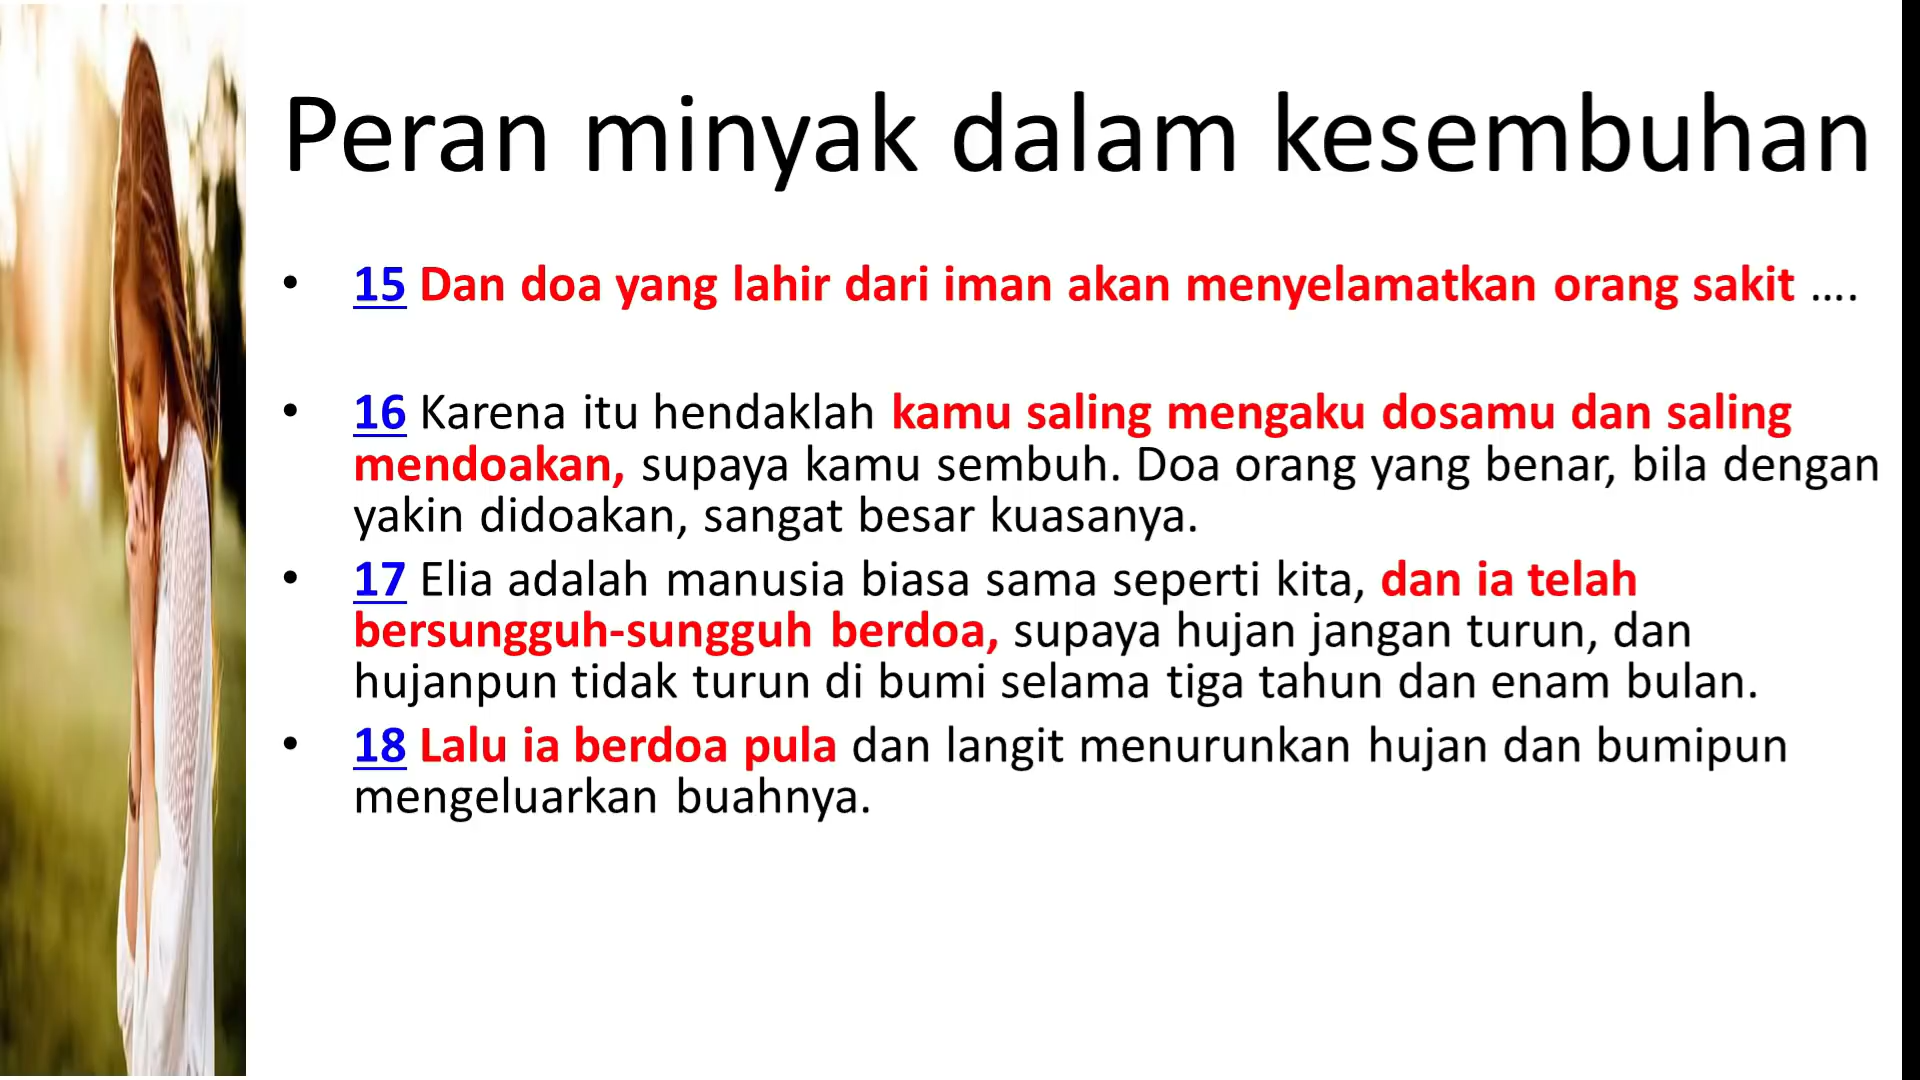 Peran minyak dalam kesembuhan
• 15 Dan doa yang lahir dari iman akan menyelamatkan orang sakit ....
• 16 Karena itu hendaklah kamu saling mengaku dosamu dan saling
mendoakan, supaya kamu sembuh. Doa orang yang benar, bila dengan
yakin didoakan, sangat besar kuasanya.
• 17 Elia adalah manusia biasa sama seperti kita, dan ia telah
bersungguh-sungguh berdoa, supaya hujan jangan turun, dan
hujanpun tidak turun di bumi selama tiga tahun dan enam bulan.
• 18 Lalu ia berdoa pula dan langit menurunkan hujan dan bumipun
mengeluarkan buahnya.